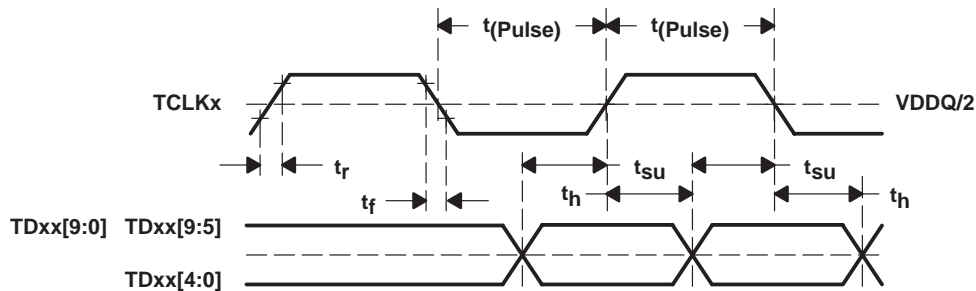 t(Pulse) t(Pulse)
TCLKx VDDQ/2
tr tsu tsu
tf th th
TDxx[9:0] TDxx[9:5]
TDxx[4:0]